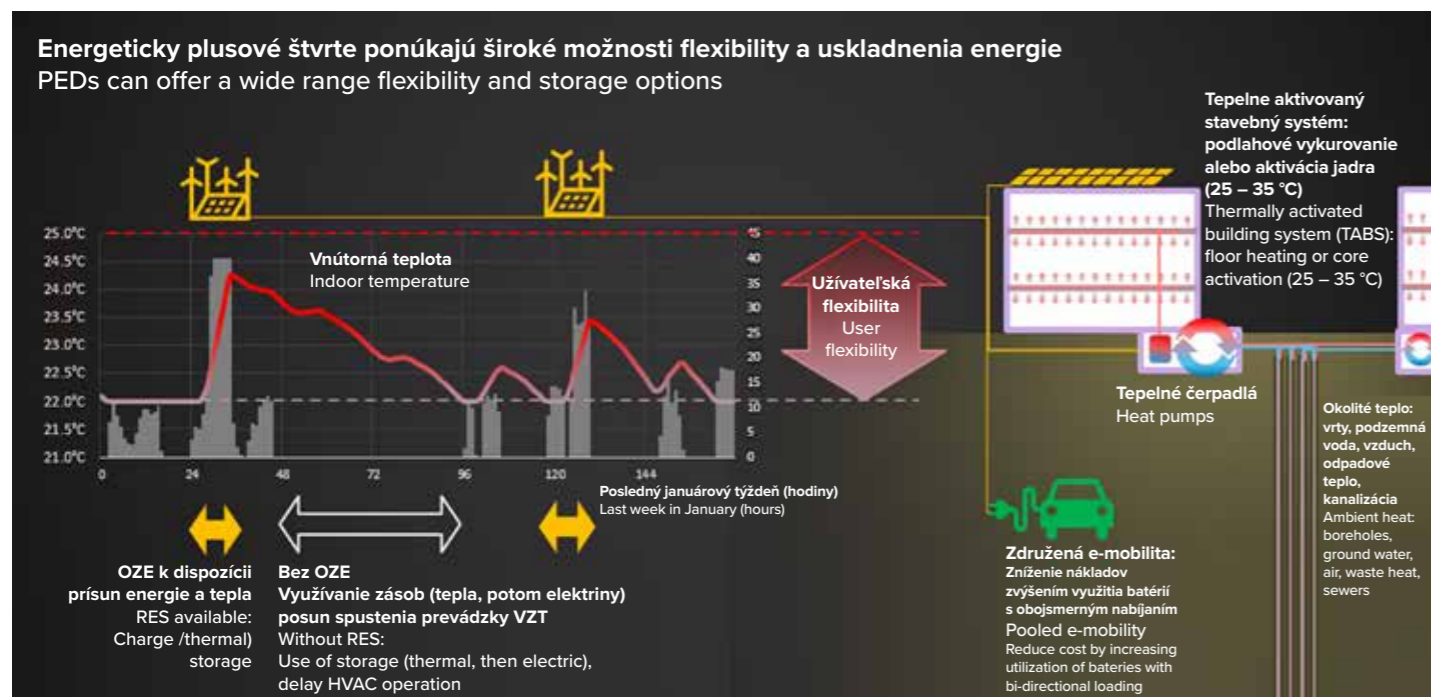 Energeticky plusové štvrte ponúkajú široké možnosti flexibility a uskladnenia energie
PEDs can offer a wide range flexibility and storage options
Tepelne aktivovaný
stavebný systém:
podlahové vykurovanie
alebo aktivácia jadra
(25 – 35 °C)
Thermally activated
building system (TABS):
floor heating or core
activation (25 – 35 °C)
25.0°C
24.5°C
24.0°C
23.5°C
23.0°C
22.5°C
22.0°C
21.5°C
21.0°C
Vnútorná teplota
Indoor temperature
45
40
35
30
25
20
15
10
5
0
0 24 48 72 96 120 144
Užívateľská
flexibilita
User
flexibility
Tepelné čerpadlá
Heat pumps
Okolité teplo:
vrty, podzemná
voda, vzduch,
odpadové
teplo,
kanalizácia
Ambient heat:
boreholes,
ground water,
air, waste heat,
sewers
Posledný januárový týždeň (hodiny)
Last week in January (hours)
OZE k dispozícii
prísun energie a tepla
RES available:
Charge /thermal)
storage
Bez OZE
Využívanie zásob (tepla, potom elektriny)
posun spustenia prevádzky VZT
Without RES:
Use of storage (thermal, then electric),
delay HVAC operation
Združená e-mobilita:
Zníženie nákladov
zvýšením využitia batérií
s obojsmerným nabíjaním
Pooled e-mobility
Reduce cost by increasing
utilization of bateries with
bi-directional loading